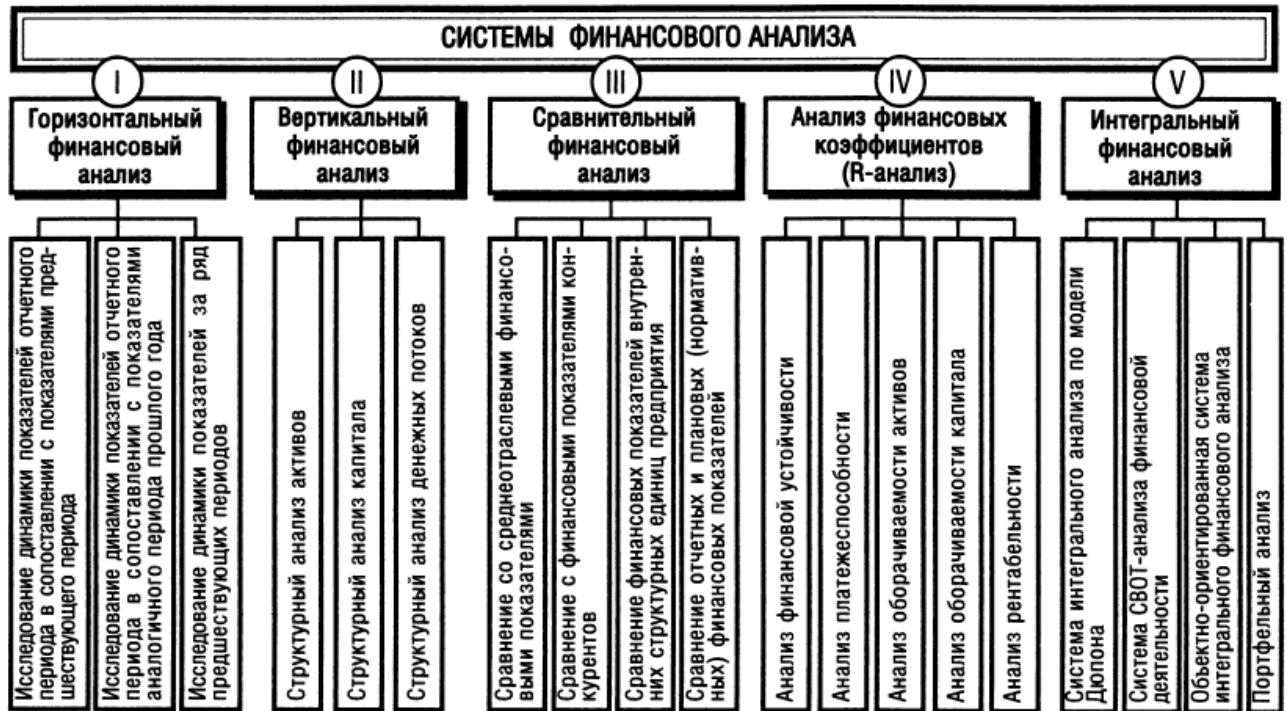 СИСТЕМЫ ФИНАНСОВОГО АНАЛИЗА
I
Горизонтальный
финансовый
анализ
Исследование динамики показателей отчетного
периода в сопоставлении с показателями пред-
шествующего периода
Исследование динамики показателей отчетного
периода в сопоставлении с показателями
аналогичного периода прошлого года
Исследование динамики показателей за ряд
предшествующих периодов
II
Вертикальный
финансовый
анализ
Структурный анализ активов
Структурный анализ капитала
Структурный анализ денежных потоков
III
Сравнительный
финансовый
анализ
Сравнение со среднеотраслевыми финансо-
выми показателями
Сравнение с финансовыми показателями кон-
курентов
Сравнение финансовых показателей внутрен-
них структурных единиц предприятия
Сравнение отчетных и плановых (норматив-
ных) финансовых показателей
IV
Анализ финансовых
коэффициентов
(R-анализ)
Анализ финансовой устойчивости
Анализ платежеспособности
Анализ оборачиваемости активов
Анализ оборачиваемости капитала
Анализ рентабельности
V
Интегральный
финансовый
анализ
Система интегрального анализа по модели
Дюпона
Система СВОТ-анализа финансовой
деятельности
Объектно-ориентированная система
интегрального финансового анализа
Портфельный анализ